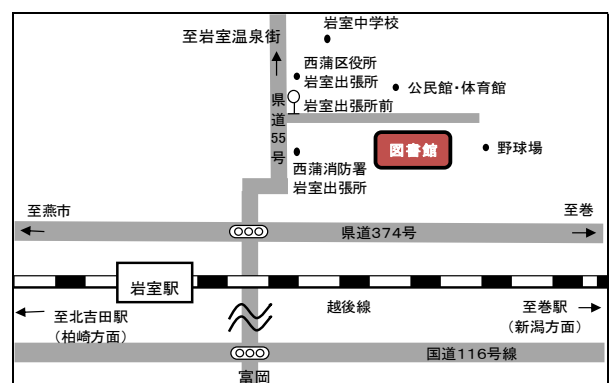 岩室中学校
至岩室温泉街
西蒲区役所
岩室出張所
公民館・体育館
岩室出張所前
県道55号
図書館
野球場
西蒲消防署
岩室出張所
至燕市
至巻
県道374号
岩室駅
越後線
至北吉田駅
(柏崎方面)
至巻駅
(新潟方面)
国道116号線
富岡